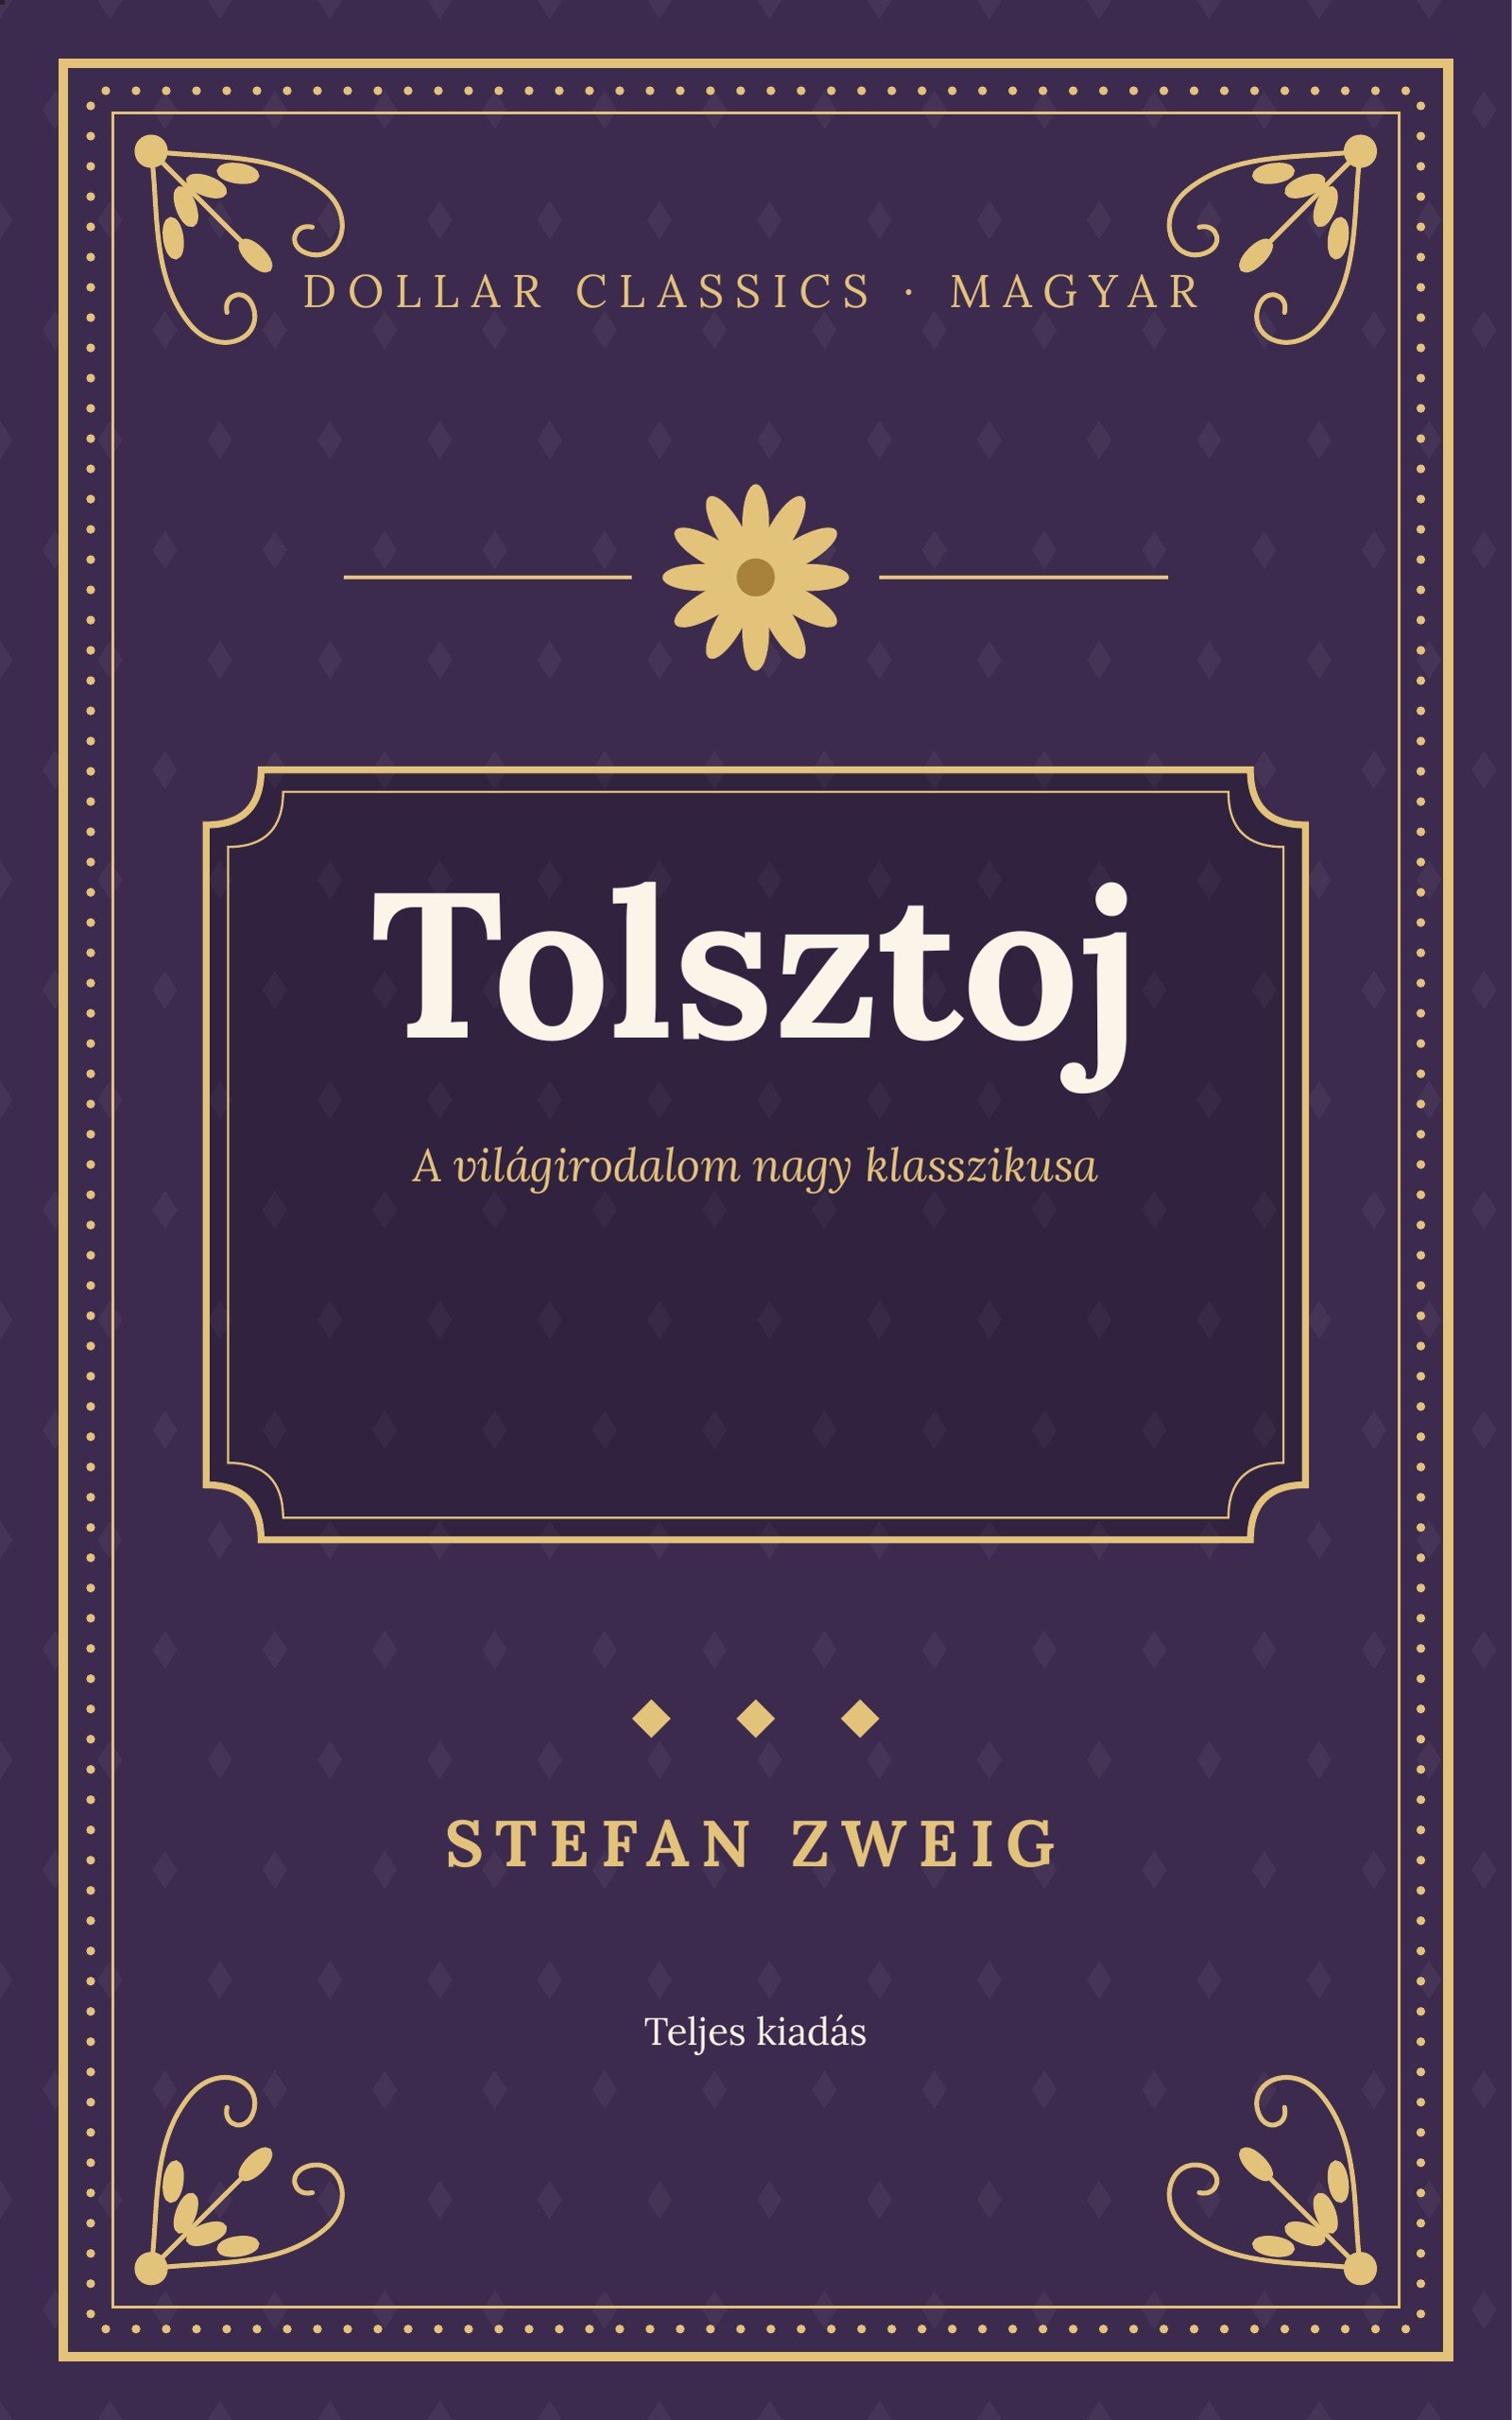 DOLLAR CLASSICS · MAGYAR
Tolsztoj
A világirodalom nagy klasszikusa
STEFAN ZWEIG
Teljes kiadás